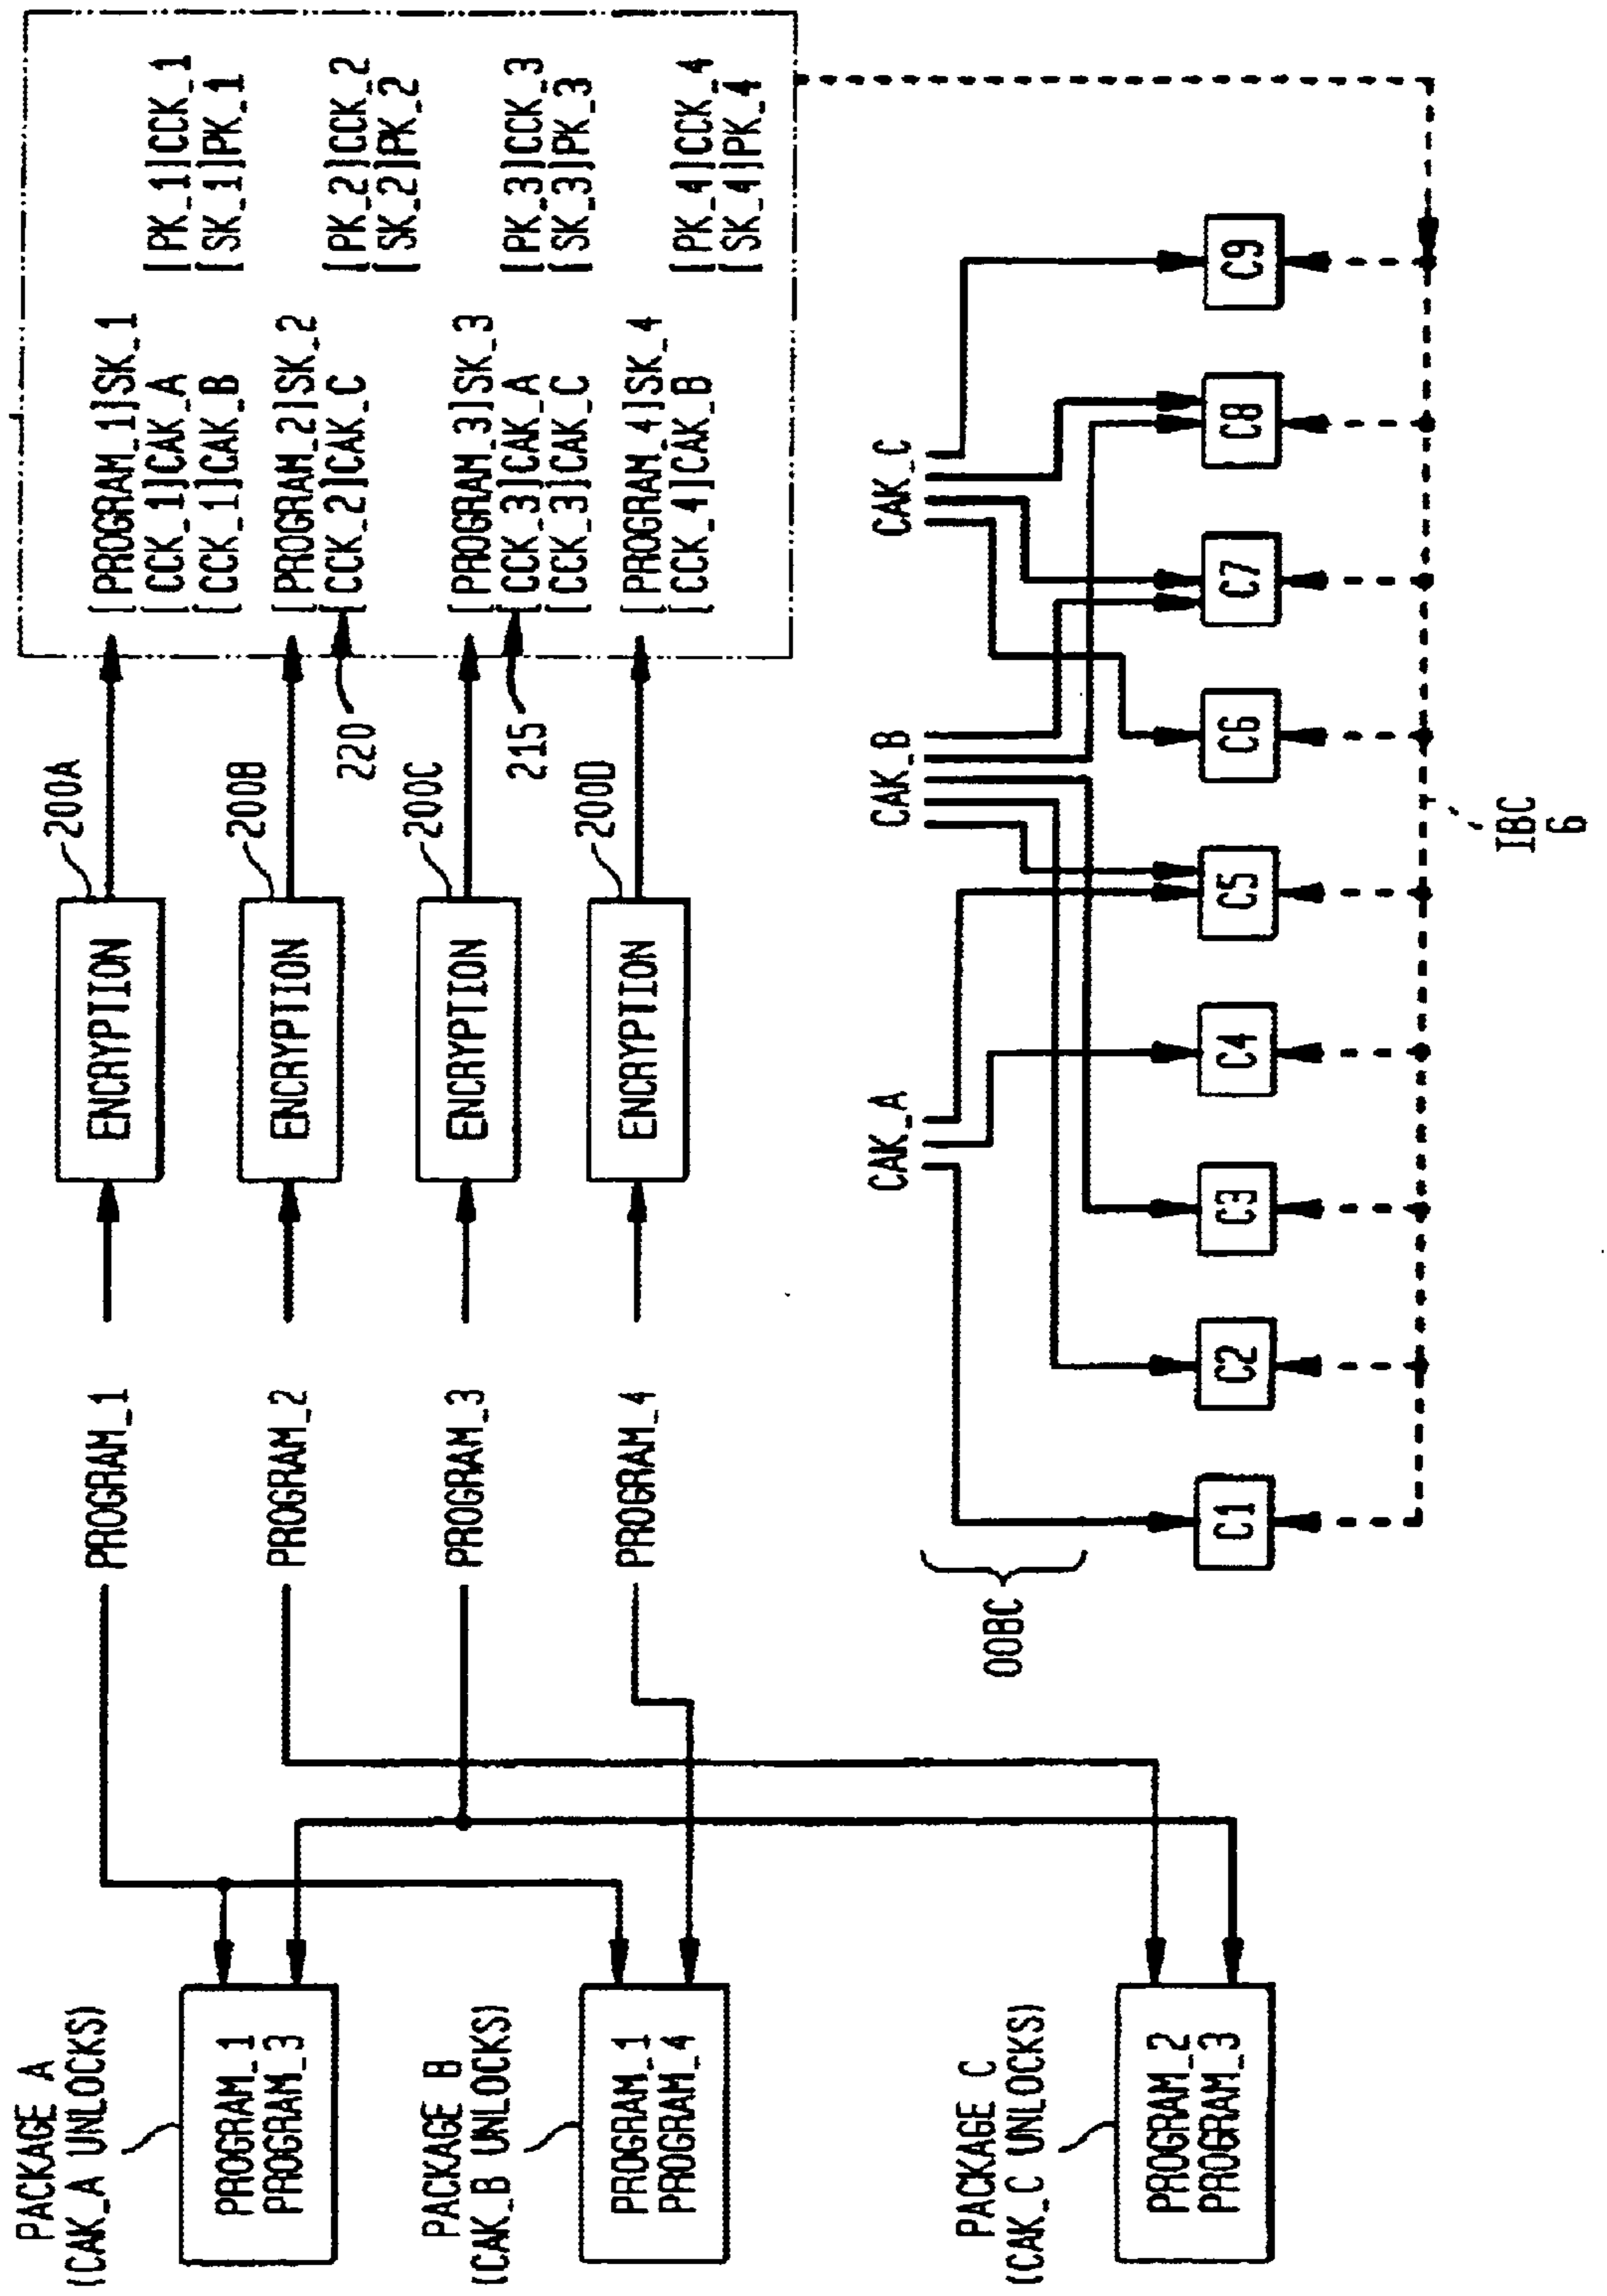 PACKAGE A
(CAK_A UNLOCKS)
PROGRAM_1
PROGRAM_3
PACKAGE B
(CAK_B UNLOCKS)
PROGRAM_1
PROGRAM_4
PACKAGE C
(CAK_C UNLOCKS)
PROGRAM_2
PROGRAM_3
PROGRAM_1
PROGRAM_2
PROGRAM_3
PROGRAM_4
ENCRYPTION
200A
ENCRYPTION
200B
ENCRYPTION
200C
ENCRYPTION
200D
220
215
[PROGRAM_1]SK_1
[CCK_1]CAK_A [PK_1]CCK_1
[CCK_1]CAK_B [SK_1]PK_1
[PROGRAM_2]SK_2
[CCK_2]CAK_C [PK_2]CCK_2
[SK_2]PK_2
[PROGRAM_3]SK_3
[CCK_3]CAK_A [PK_3]CCK_3
[CCK_3]CAK_C [SK_3]PK_3
[PROGRAM_4]SK_4
[CCK_4]CAK_B [PK_4]CCK_4
[SK_4]PK_4
OOBC
CAK_A
CAK_B
CAK_C
C1
C2
C3
C4
C5
C6
C7
C8
C9
IBC
6